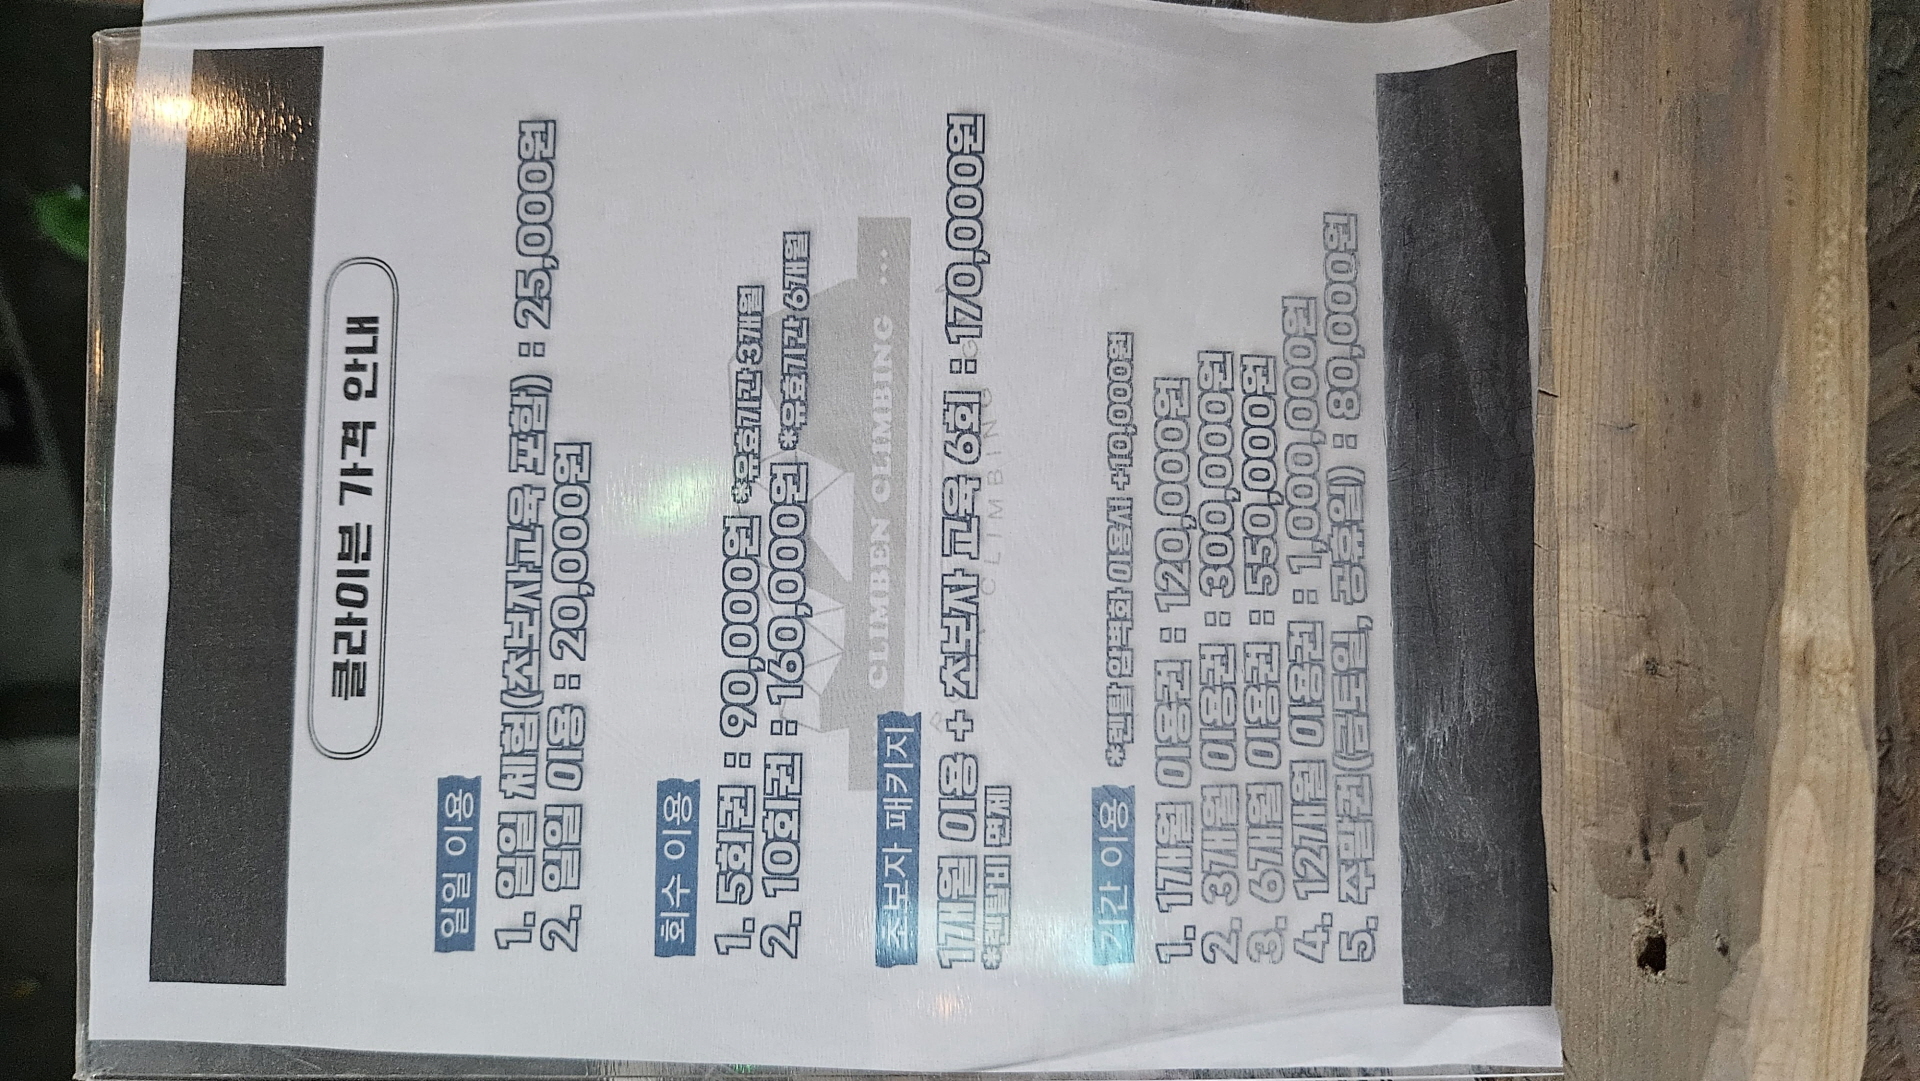 클라이븐 가격 안내
일일 이용
1. 일일 체험(초보자교육 포함) : 25,000원
2. 일일 이용 : 20,000원
회수 이용
1. 5회권 : 90,000원 *유효기간 3개월
2. 10회권 : 160,000원 *유효기간 6개월
CLIMBEN CLIMBING ...
CLIMBING
초보자 패키지
1개월 이용 + 초보자 교육 6회 : 170,000원
*렌탈비 면제
기간 이용 *렌탈 암벽화 이용시 +10,000원
1. 1개월 이용권 : 120,000원
2. 3개월 이용권 : 300,000원
3. 6개월 이용권 : 550,000원
4. 12개월 이용권 : 1,000,000원
5. 주말권(금토일, 공휴일) : 80,000원